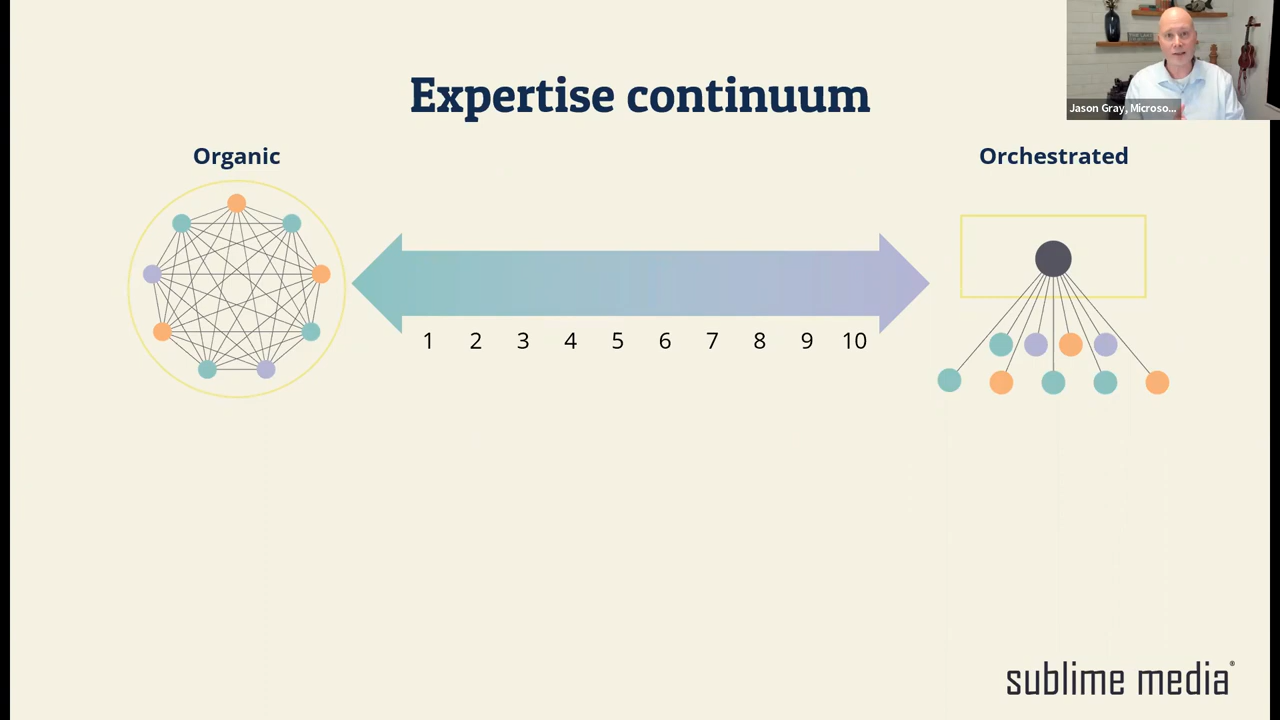 Expertise continuum
Jason Gray, Microso...
Organic
Orchestrated
1 2 3 4 5 6 7 8 9 10
sublime media®